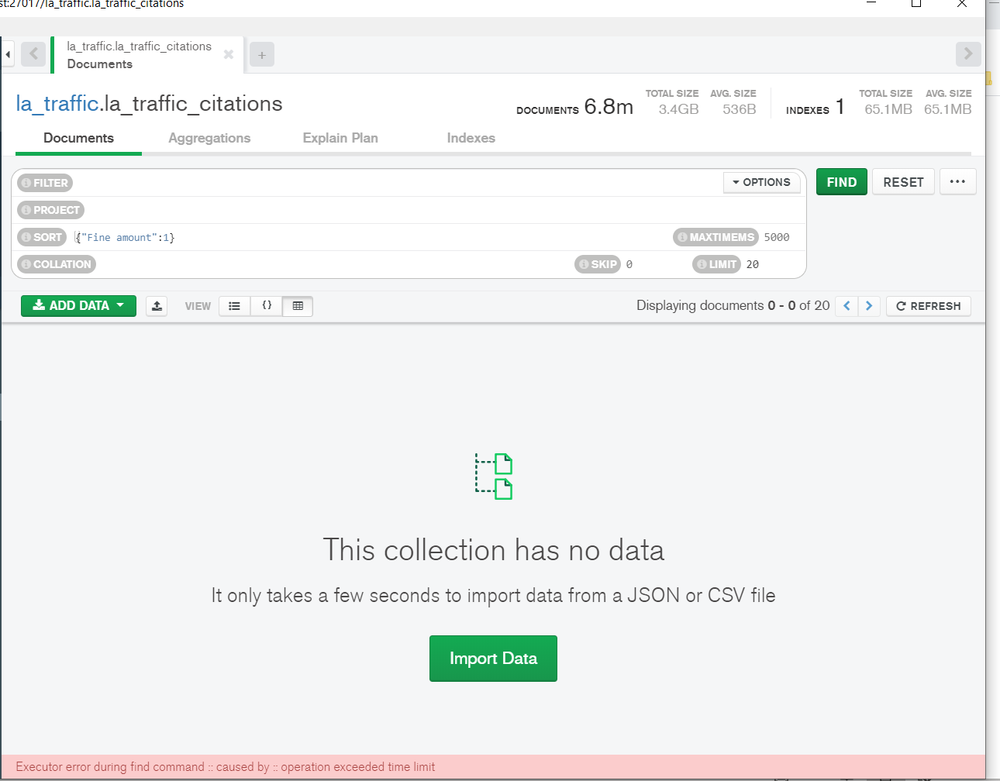 st:27017/la_traffic.la_traffic_citations
la_traffic.la_traffic_citations
Documents
la_traffic.la_traffic_citations
DOCUMENTS 6.8m TOTAL SIZE 3.4GB AVG. SIZE 536B INDEXES 1 TOTAL SIZE 65.1MB AVG. SIZE 65.1MB
Documents Aggregations Explain Plan Indexes
FILTER OPTIONS FIND RESET ...
PROJECT
SORT {"Fine amount":1} MAXTIMEMS 5000
COLLATION SKIP 0 LIMIT 20
ADD DATA VIEW {} Displaying documents 0 - 0 of 20 REFRESH
This collection has no data
It only takes a few seconds to import data from a JSON or CSV file
Import Data
Executor error during find command :: caused by :: operation exceeded time limit